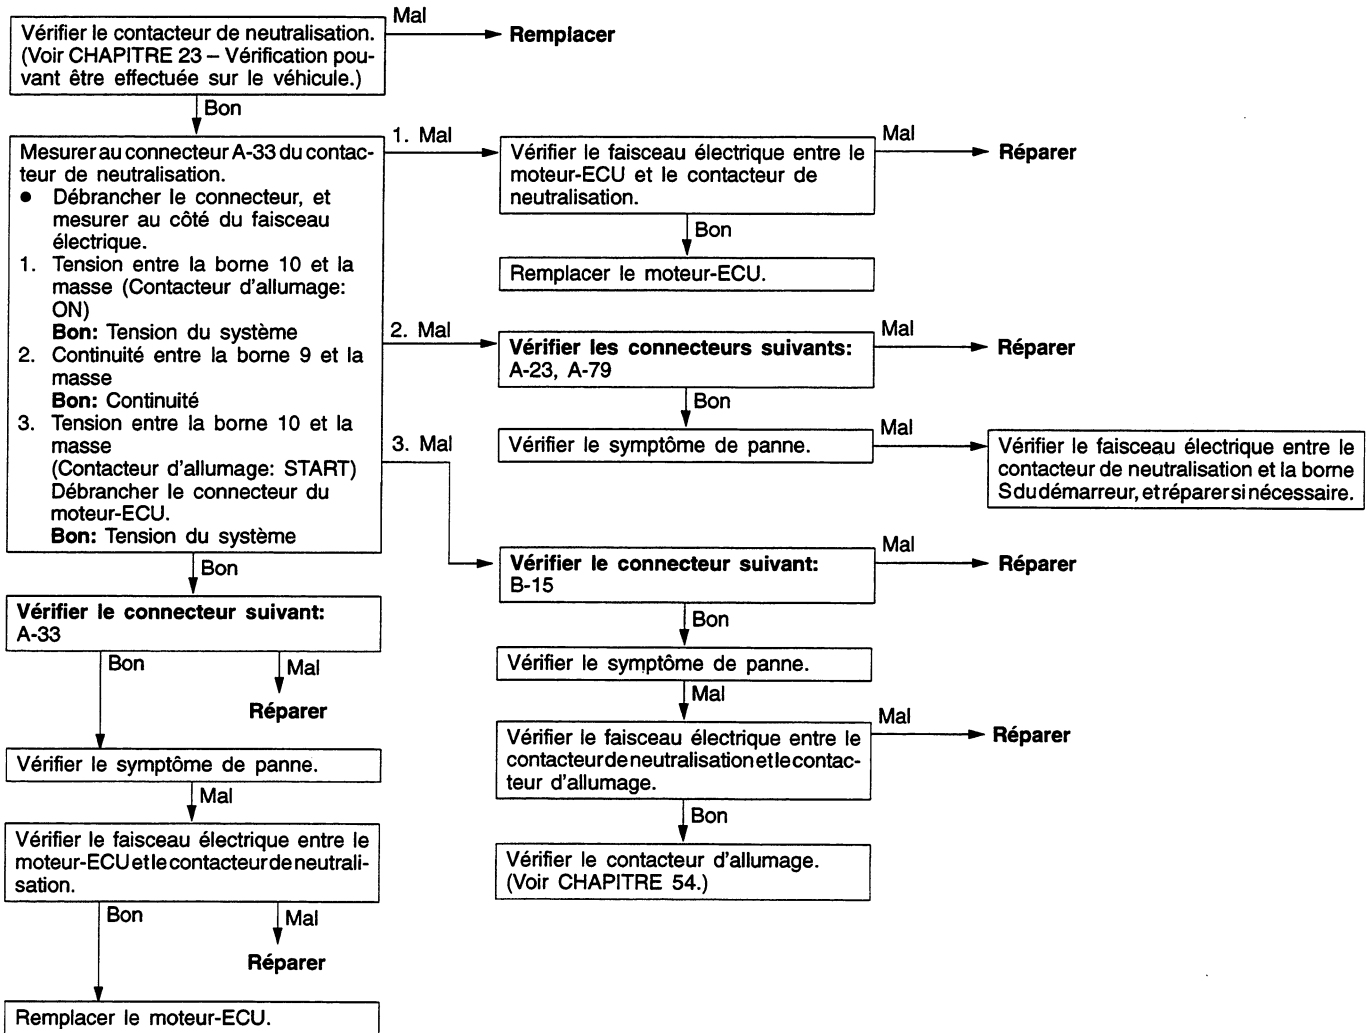 Vérifier le contacteur de neutralisation.
(Voir CHAPITRE 23 – Vérification pou-
vant être effectuée sur le véhicule.)
Mal
Remplacer
Bon
Mesurer au connecteur A-33 du contac-
teur de neutralisation.
● Débrancher le connecteur, et
mesurer au côté du faisceau
électrique.
1. Tension entre la borne 10 et la
masse (Contacteur d'allumage:
ON)
Bon: Tension du système
2. Continuité entre la borne 9 et la
masse
Bon: Continuité
3. Tension entre la borne 10 et la
masse
(Contacteur d'allumage: START)
Débrancher le connecteur du
moteur-ECU.
Bon: Tension du système
1. Mal
Vérifier le faisceau électrique entre le
moteur-ECU et le contacteur de
neutralisation.
Mal
Réparer
Bon
Remplacer le moteur-ECU.
2. Mal
Vérifier les connecteurs suivants:
A-23, A-79
Mal
Réparer
Bon
Vérifier le symptôme de panne.
Mal
Vérifier le faisceau électrique entre le
contacteur de neutralisation et la borne
S du démarreur, et réparer si nécessaire.
3. Mal
Vérifier le connecteur suivant:
B-15
Mal
Réparer
Bon
Vérifier le symptôme de panne.
Mal
Vérifier le faisceau électrique entre le
contacteur de neutralisation et le contac-
teur d'allumage.
Mal
Réparer
Bon
Vérifier le contacteur d'allumage.
(Voir CHAPITRE 54.)
Bon
Vérifier le connecteur suivant:
A-33
Bon
Mal
Réparer
Vérifier le symptôme de panne.
Mal
Vérifier le faisceau électrique entre le
moteur-ECU et le contacteur de neutrali-
sation.
Bon
Mal
Réparer
Remplacer le moteur-ECU.